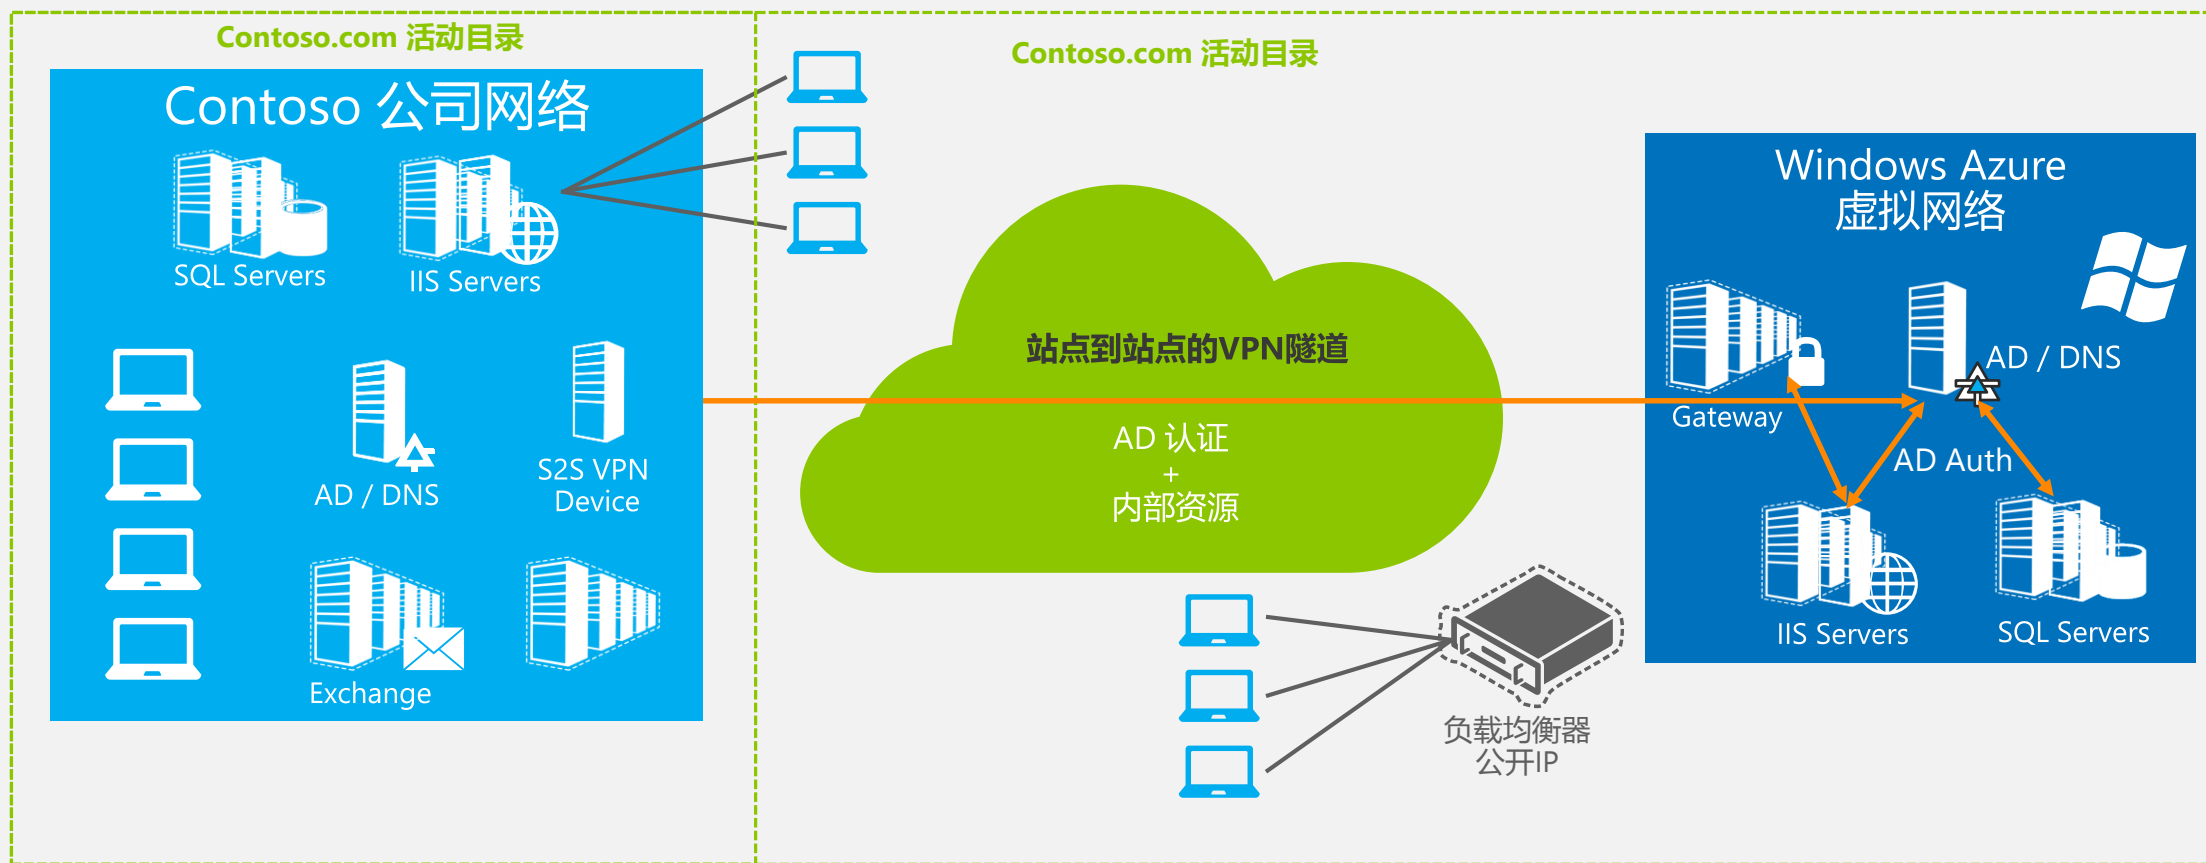 Contoso.com 活动目录
Contoso 公司网络
SQL Servers
IIS Servers
AD / DNS
S2S VPN
Device
Exchange
Contoso.com 活动目录
站点到站点的VPN隧道
AD 认证
+
内部资源
负载均衡器
公开IP
Windows Azure
虚拟网络
Gateway
AD / DNS
AD Auth
IIS Servers
SQL Servers